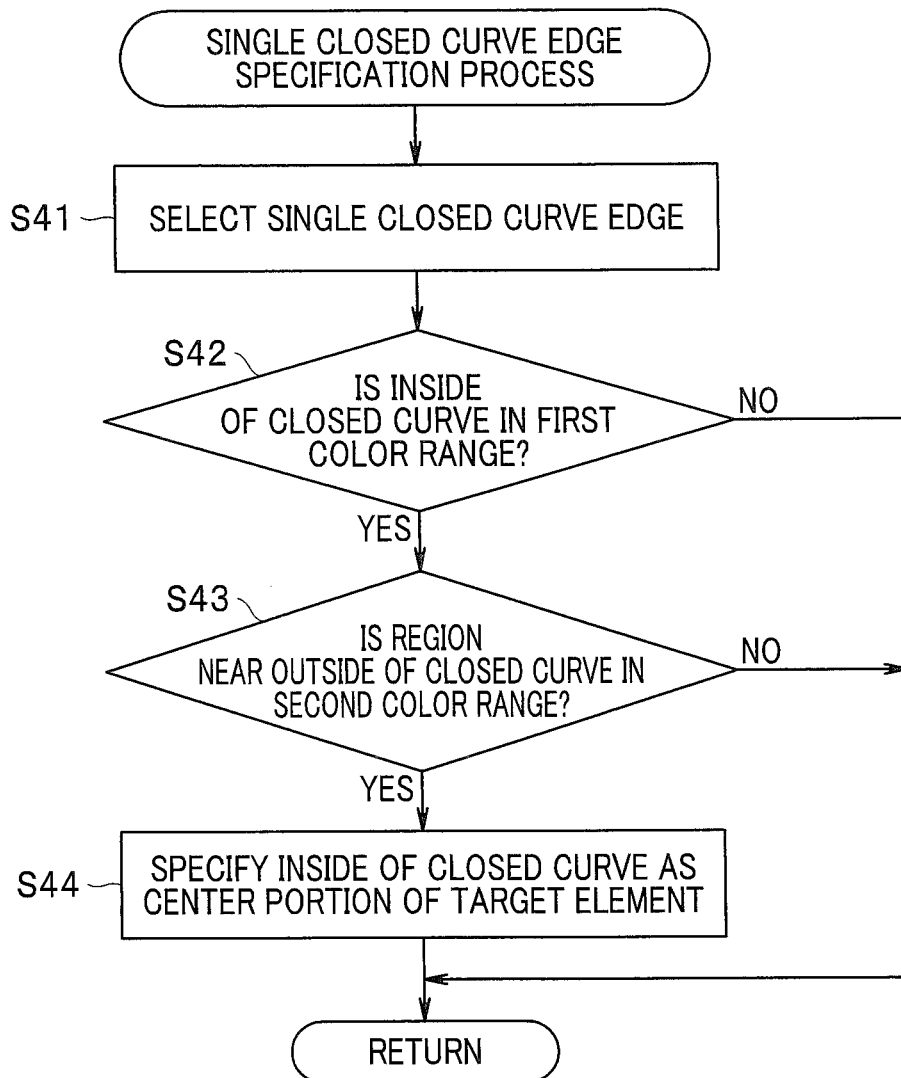 SINGLE CLOSED CURVE EDGE
SPECIFICATION PROCESS
S41
SELECT SINGLE CLOSED CURVE EDGE
S42
IS INSIDE
OF CLOSED CURVE IN FIRST
COLOR RANGE?
NO
YES
S43
IS REGION
NEAR OUTSIDE OF CLOSED CURVE IN
SECOND COLOR RANGE?
NO
YES
S44
SPECIFY INSIDE OF CLOSED CURVE AS
CENTER PORTION OF TARGET ELEMENT
RETURN